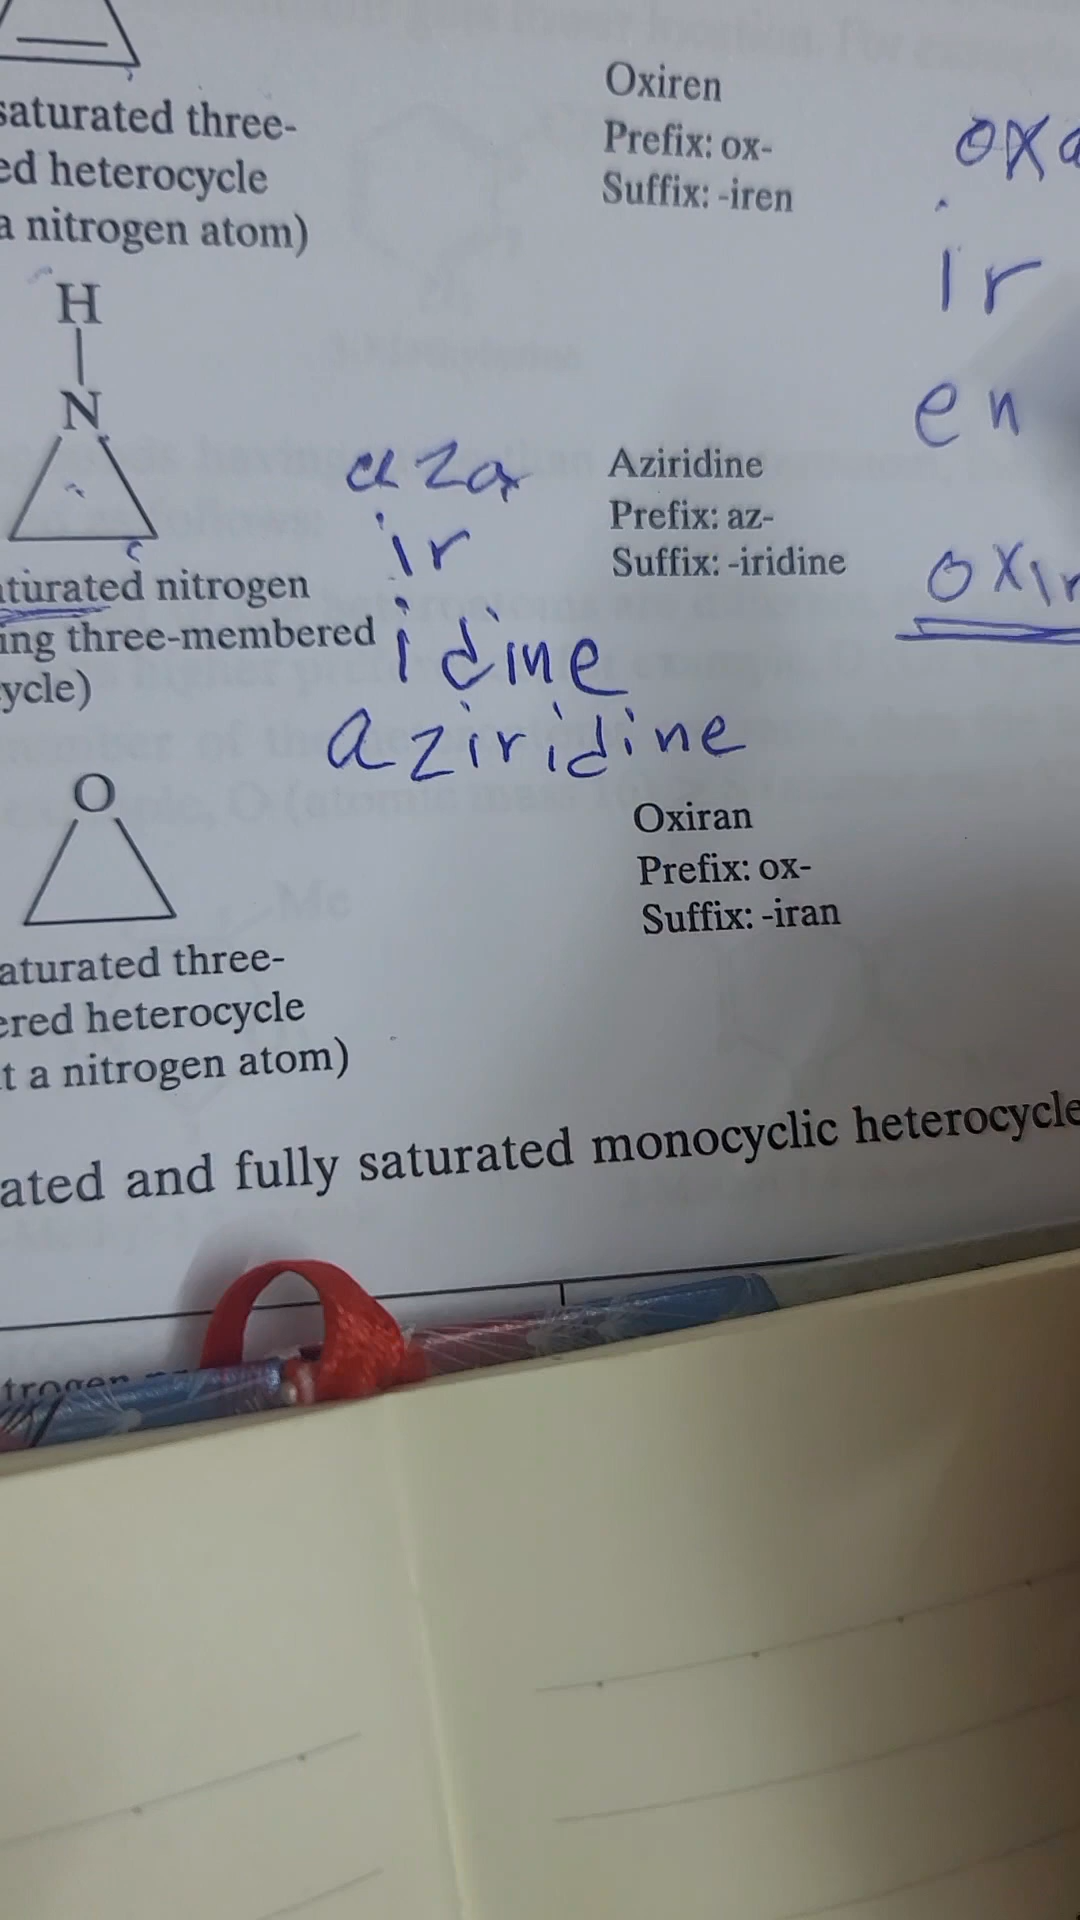 saturated three-
ed heterocycle
a nitrogen atom)
Oxiren
Prefix: ox-
Suffix: -iren
ir
en
H
N
aza
ir
idine
aziridine
Aziridine
Prefix: az-
Suffix: -iridine
turated nitrogen
ing three-membered
ycle)
O
Oxiran
Prefix: ox-
Suffix: -iran
aturated three-
ered heterocycle
t a nitrogen atom)
ated and fully saturated monocyclic heterocycle
trogen